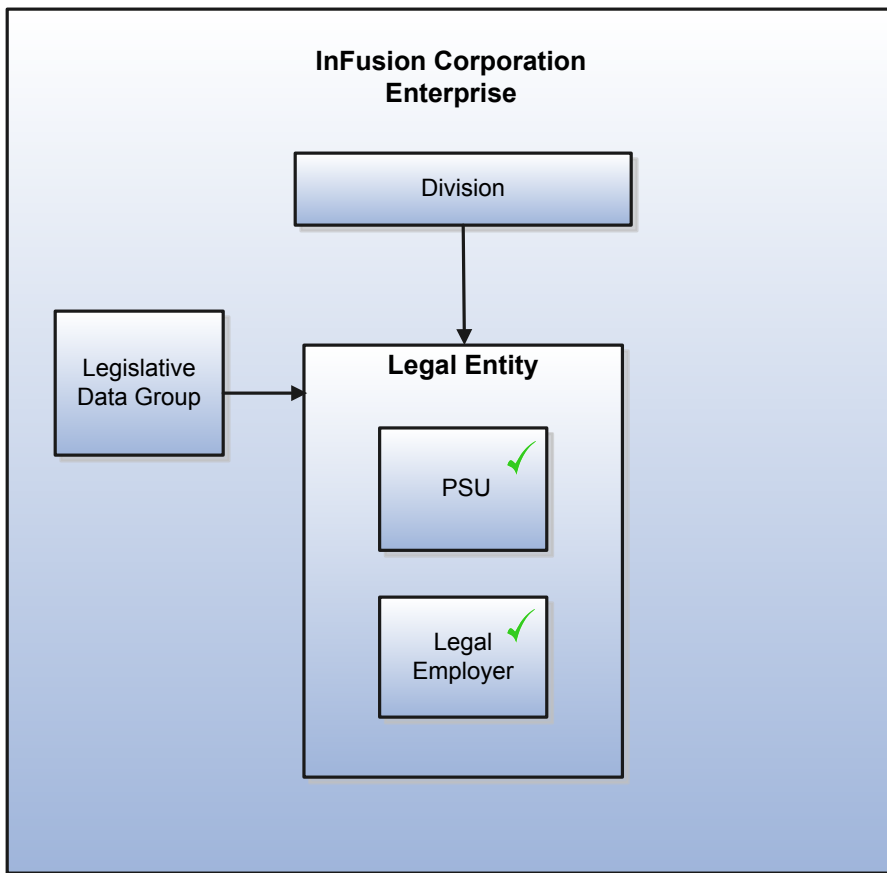 InFusion Corporation
Enterprise
Division
Legislative
Data Group
Legal Entity
PSU
Legal
Employer